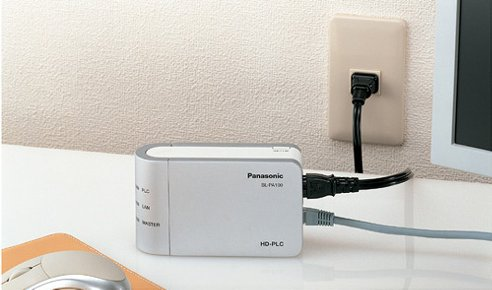 Panasonic
BL-PA100
PLC
LAN
MASTER
HD-PLC